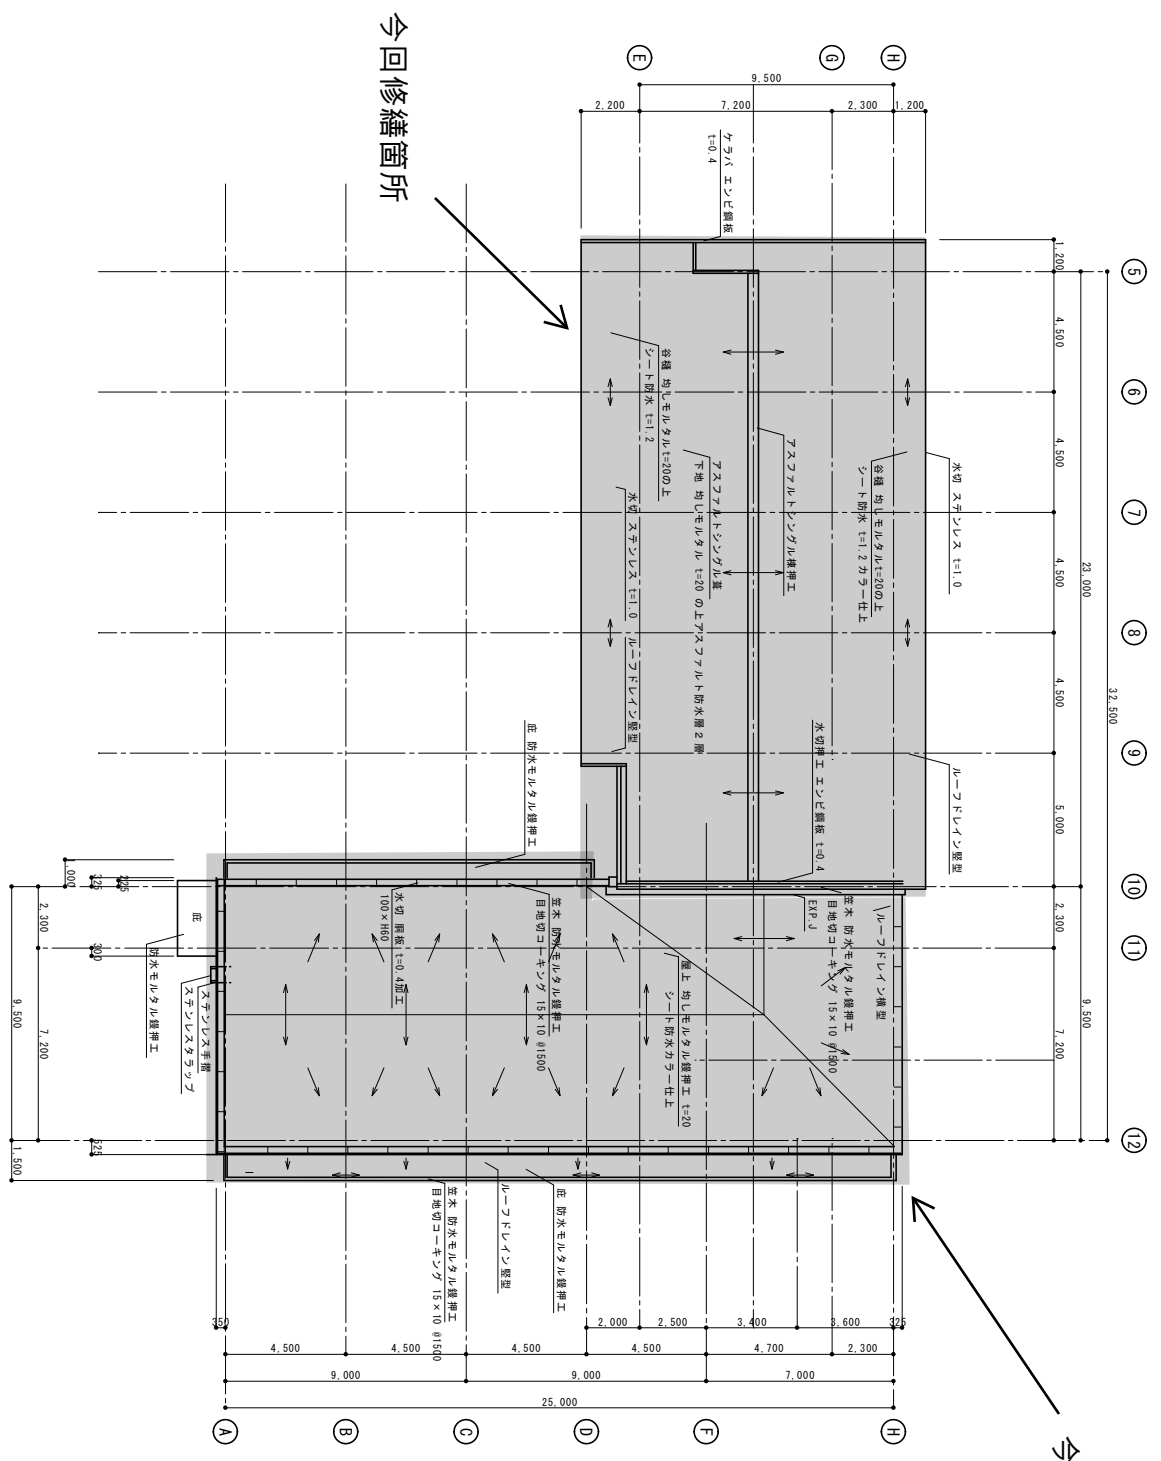 今回修繕箇所
E
G
H
9,500
2,200
7,200
2,300
1,200
ケラバ エンビ鋼板
t=0.4
1,200
5
4,500
6
4,500
7
4,500
8
4,500
9
5,000
10
23,000
32,500
2,300
11
7,200
9,500
12
谷樋 均しモルタルt=20の上
シート防水 t=1.2
アスファルトシングル棟押工
アスファルトシングル葺
下地 均しモルタル t=20 の上アスファルト防水層2層
水切 ステンレス t=1.0
谷樋 均しモルタルt=20の上
シート防水 t=1.2 カラー仕上
水切 ステンレス t=1.0
ルーフドレイン竪型
水切押工 エンビ鋼板 t=0.4
ルーフドレイン竪型
庇 防水モルタル鏝押工
1,000
325
225
2,300
300
7,200
9,500
525
1,500
庇
防水モルタル鏝押工
ステンレス手摺
ステンレスタラップ
水切 胴板 t=0.4加工
100×H60
笠木 防水モルタル鏝押工
目地切コーキング 15×10 @1500
EXP.J
笠木 防水モルタル鏝押工
目地切コーキング 15×10 @1500
ルーフドレイン横型
屋上 均しモルタル鏝押工 t=20
シート防水カラー仕上
笠木 防水モルタル鏝押工
目地切コーキング 15×10 @1500
ルーフドレイン竪型
庇 防水モルタル鏝押工
350
2,000
2,500
3,400
3,600
325
4,500
4,500
4,500
4,500
4,700
2,300
9,000
9,000
7,000
25,000
A
B
C
D
F
H
今